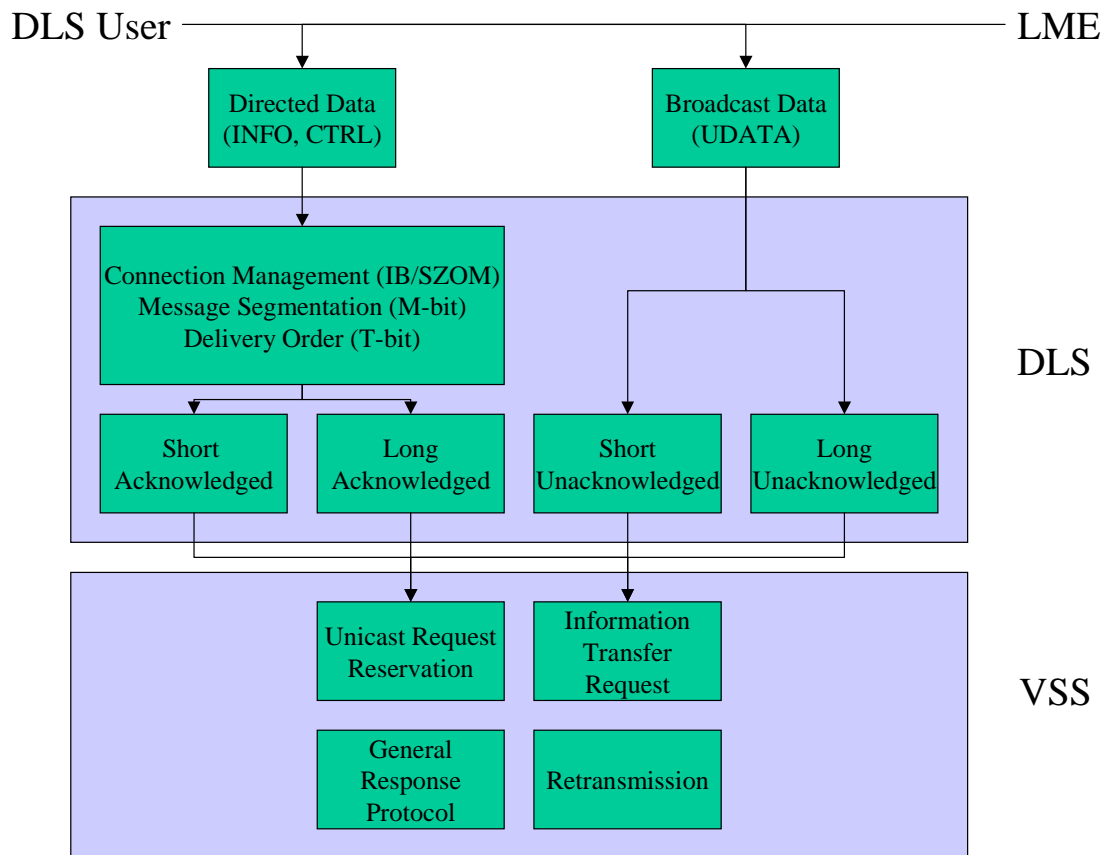 DLS User
LME
Directed Data
(INFO, CTRL)
Broadcast Data
(UDATA)
Connection Management (IB/SZOM)
Message Segmentation (M-bit)
Delivery Order (T-bit)
DLS
Short
Acknowledged
Long
Acknowledged
Short
Unacknowledged
Long
Unacknowledged
Unicast Request
Reservation
Information
Transfer
Request
VSS
General
Response
Protocol
Retransmission